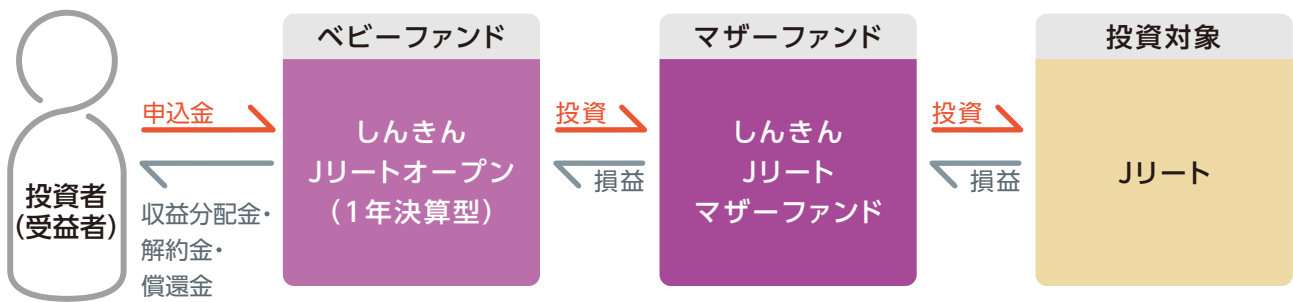 投資者
(受益者)
申込金
収益分配金・
解約金・
償還金
ベビーファンド
しんきん
Jリートオープン
(1年決算型)
投資
損益
マザーファンド
しんきん
Jリート
マザーファンド
投資
損益
投資対象
Jリート